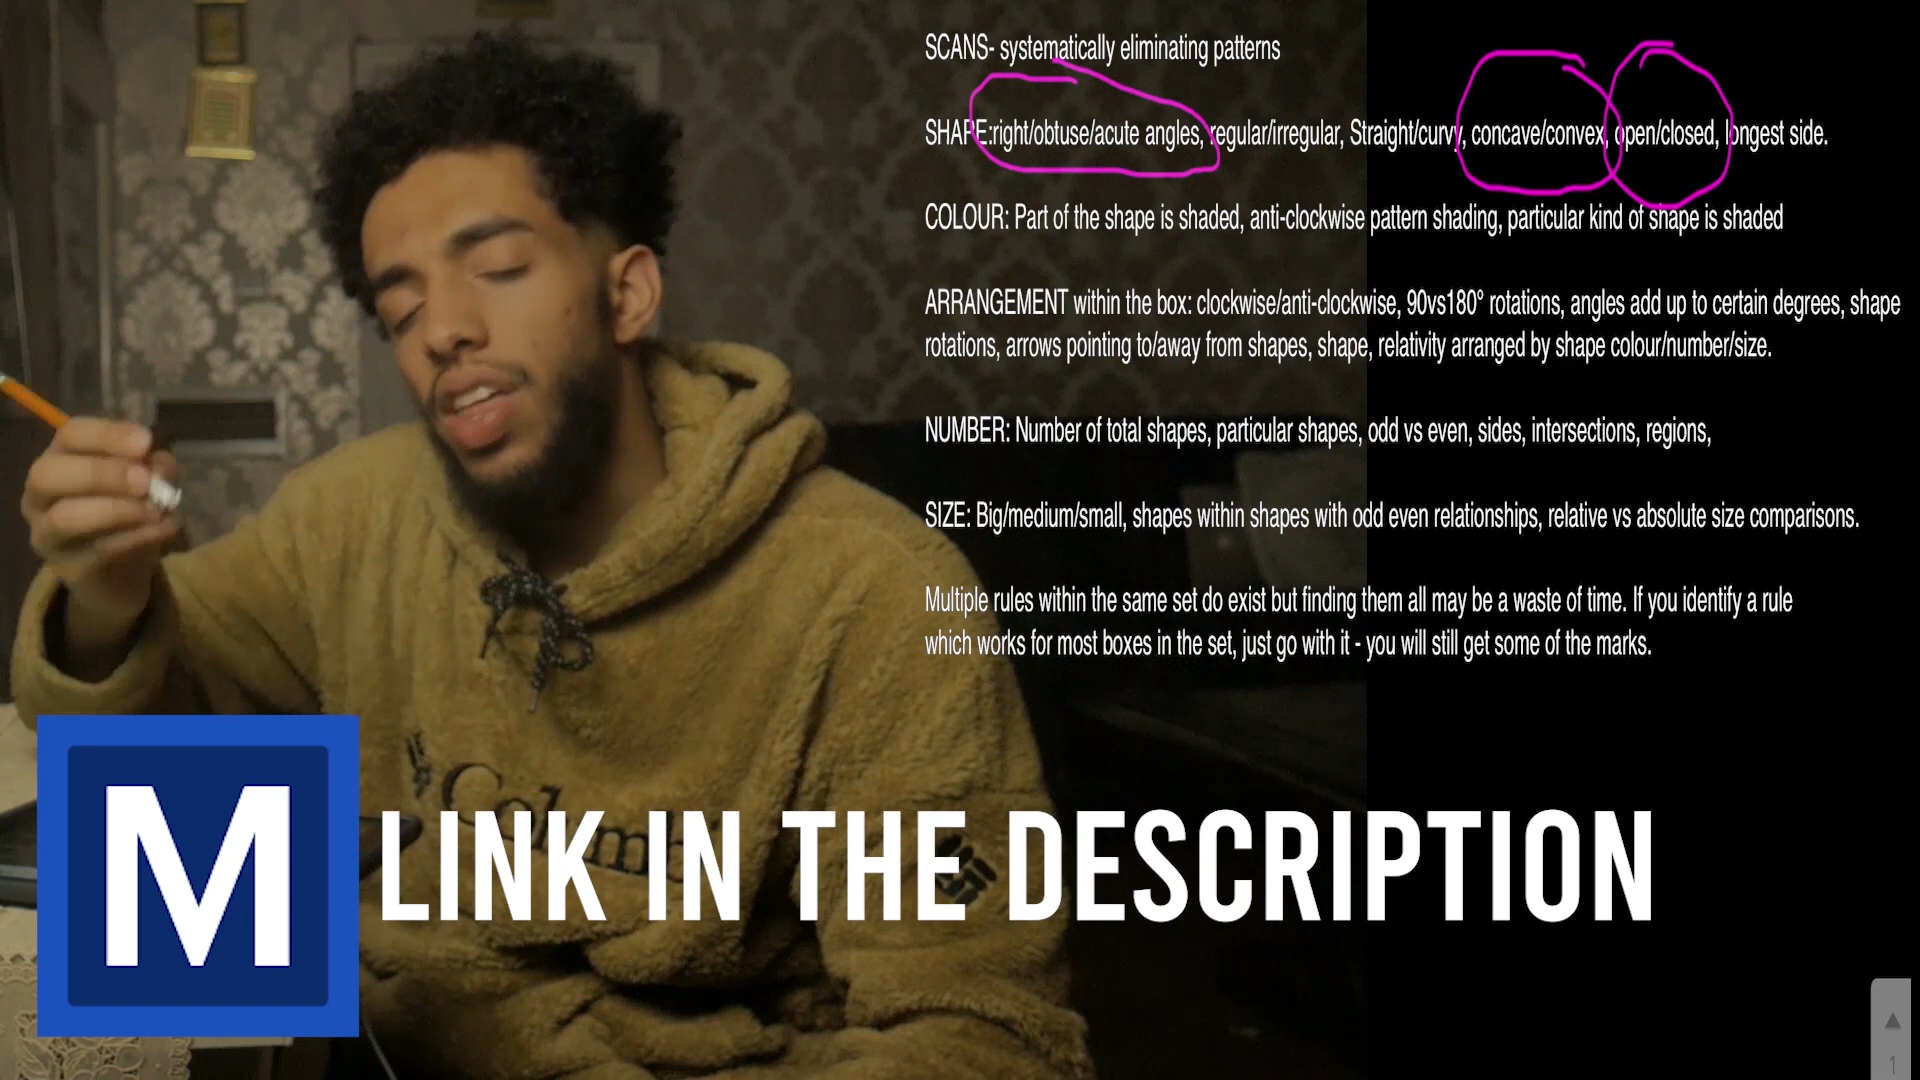 SCANS- systematically eliminating patterns
SHAPE:right/obtuse/acute angles, regular/irregular, Straight/curvy, concave/convex, open/closed, longest side.
COLOUR: Part of the shape is shaded, anti-clockwise pattern shading, particular kind of shape is shaded
ARRANGEMENT within the box: clockwise/anti-clockwise, 90vs180° rotations, angles add up to certain degrees, shape
rotations, arrows pointing to/away from shapes, shape, relativity arranged by shape colour/number/size.
NUMBER: Number of total shapes, particular shapes, odd vs even, sides, intersections, regions,
SIZE: Big/medium/small, shapes within shapes with odd even relationships, relative vs absolute size comparisons.
Multiple rules within the same set do exist but finding them all may be a waste of time. If you identify a rule
which works for most boxes in the set, just go with it - you will still get some of the marks.
M
LINK IN THE DESCRIPTION
1